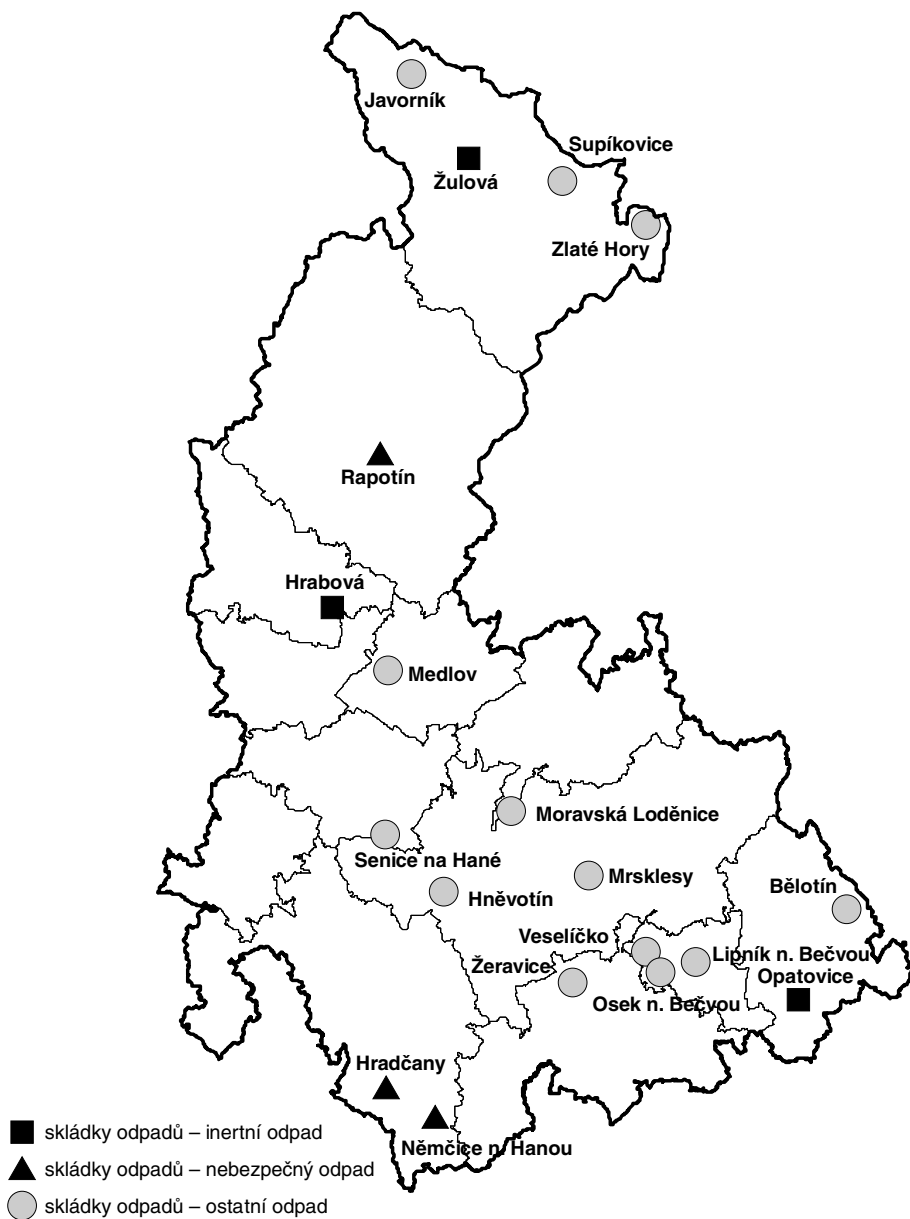 Javorník
Supíkovice
Žulová
Zlaté Hory
Rapotín
Hrabová
Medlov
Moravská Loděnice
Senice na Hané
Mrsklesy
Hněvotín
Bělotín
Veselíčko
Lipník n. Bečvou
Žeravice
Opatovice
Osek n. Bečvou
Hradčany
Němčice n. Hanou
skládky odpadů – inertní odpad
skládky odpadů – nebezpečný odpad
skládky odpadů – ostatní odpad